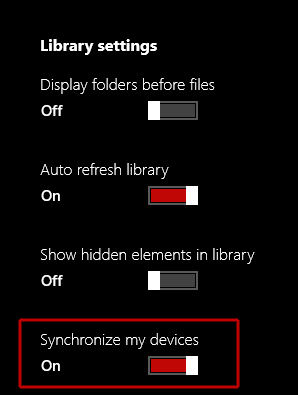 Library settings
Display folders before files
Off
Auto refresh library
On
Show hidden elements in library
Off
Synchronize my devices
On